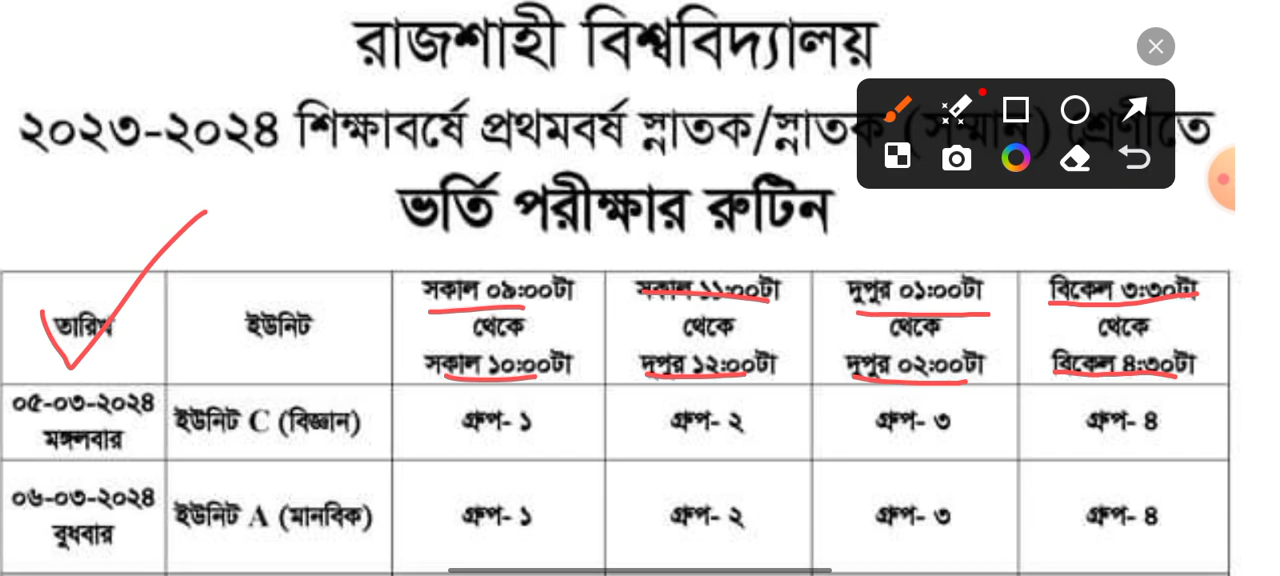 রাজশাহী বিশ্ববিদ্যালয়
২০২৩-২০২৪ শিক্ষাবর্ষে প্রথমবর্ষ স্নাতক/স্নাতক (সম্মান) শ্রেণীতে
ভর্তি পরীক্ষার রুটিন
তারিখ
ইউনিট
সকাল ০৯:০০টা
থেকে
সকাল ১০:০০টা
সকাল ১১:০০টা
থেকে
দুপুর ১২:০০টা
দুপুর ০১:০০টা
থেকে
দুপুর ০২:০০টা
বিকেল ৩:৩০টা
থেকে
বিকেল ৪:৩০টা
০৫-০৩-২০২৪
মঙ্গলবার
ইউনিট C (বিজ্ঞান)
গ্রুপ- ১
গ্রুপ- ২
গ্রুপ- ৩
গ্রুপ- ৪
০৬-০৩-২০২৪
বুধবার
ইউনিট A (মানবিক)
গ্রুপ- ১
গ্রুপ- ২
গ্রুপ- ৩
গ্রুপ- ৪